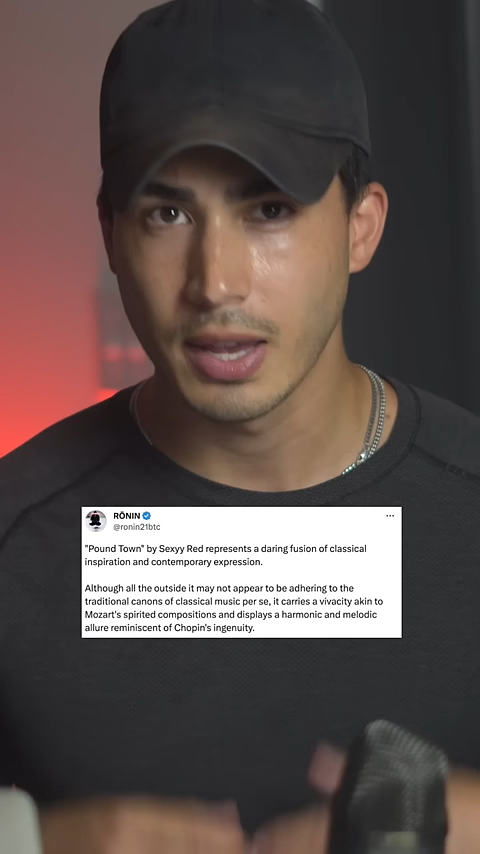 RŌNIN
@ronin21btc
"Pound Town" by Sexyy Red represents a daring fusion of classical
inspiration and contemporary expression.
Although all the outside it may not appear to be adhering to the
traditional canons of classical music per se, it carries a vivacity akin to
Mozart's spirited compositions and displays a harmonic and melodic
allure reminiscent of Chopin's ingenuity.